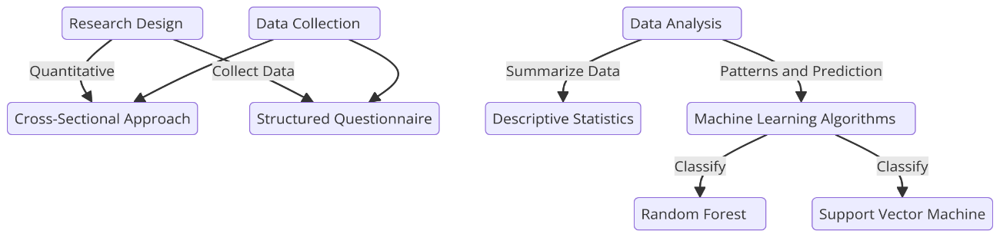 Research Design
Data Collection
Data Analysis
Quantitative
Collect Data
Summarize Data
Patterns and Prediction
Cross-Sectional Approach
Structured Questionnaire
Descriptive Statistics
Machine Learning Algorithms
Classify
Classify
Random Forest
Support Vector Machine